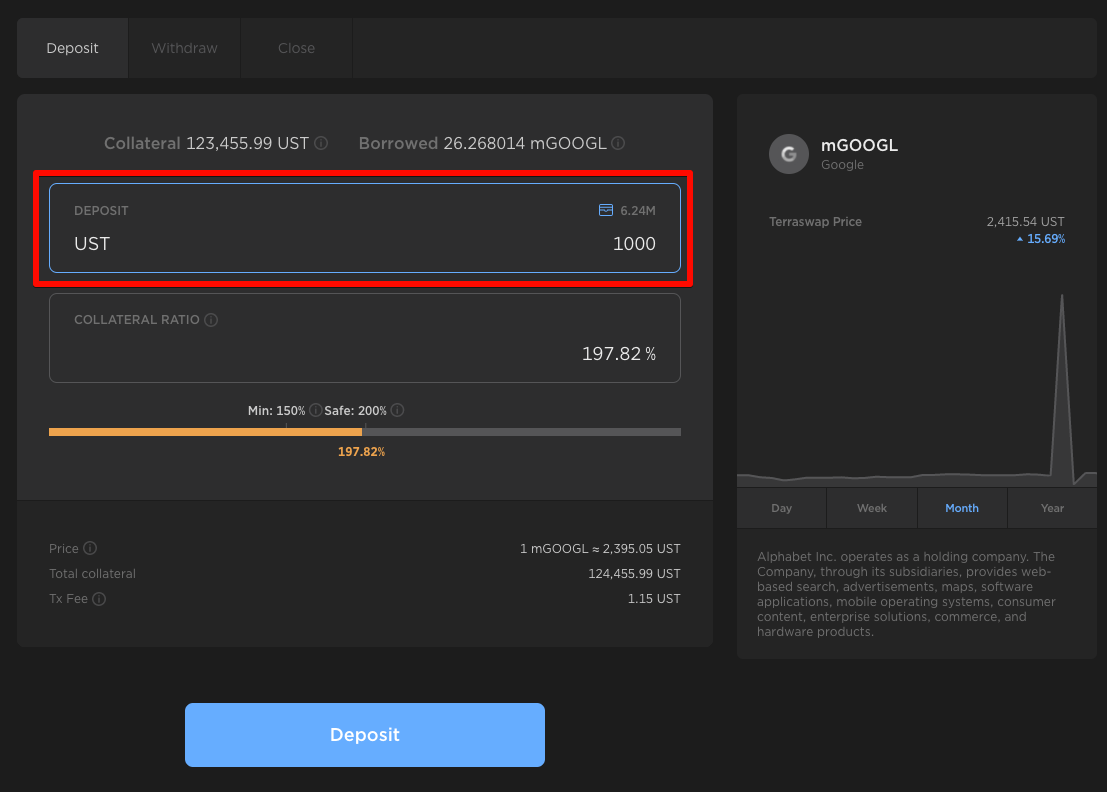 Deposit Withdraw Close
Collateral 123,455.99 UST Borrowed 26.268014 mGOOGL
DEPOSIT 6.24M
UST 1000
COLLATERAL RATIO
197.82 %
Min: 150% Safe: 200%
197.82%
Price 1 mGOOGL ≈ 2,395.05 UST
Total collateral 124,455.99 UST
Tx Fee 1.15 UST
Deposit
G
mGOOGL
Google
Terraswap Price 2,415.54 UST
15.69%
Day Week Month Year
Alphabet Inc. operates as a holding company. The
Company, through its subsidiaries, provides web-
based search, advertisements, maps, software
applications, mobile operating systems, consumer
content, enterprise solutions, commerce, and
hardware products.